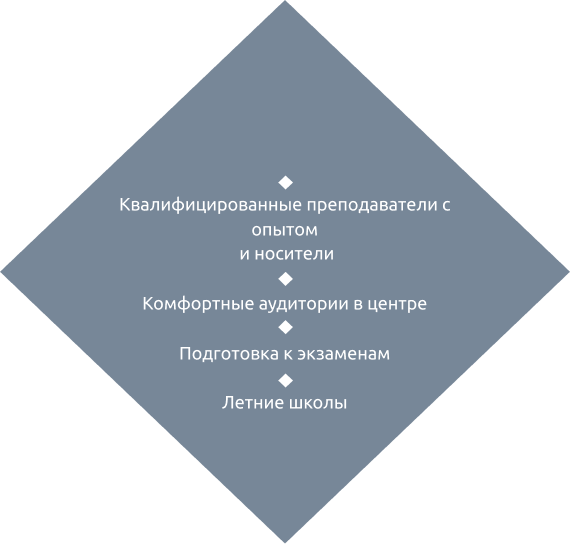 Квалифицированные преподаватели с
опытом
и носители
Комфортные аудитории в центре
Подготовка к экзаменам
Летние школы